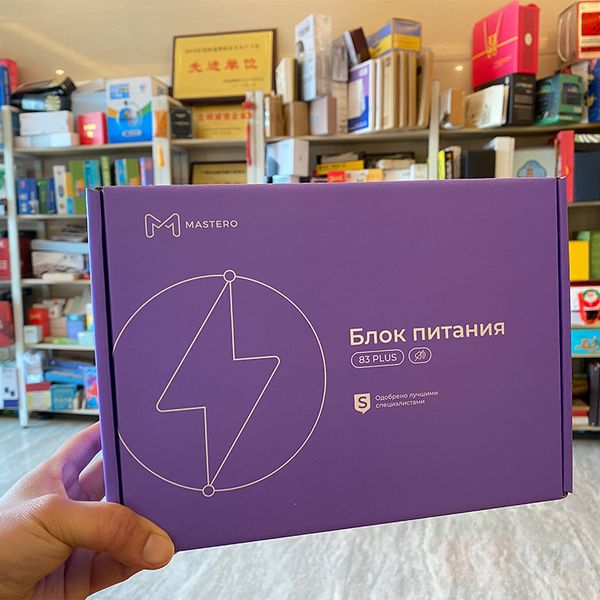 先进单位
MASTERO
Блок питания
83 PLUS
S
Одобрено лучшими
специалистами